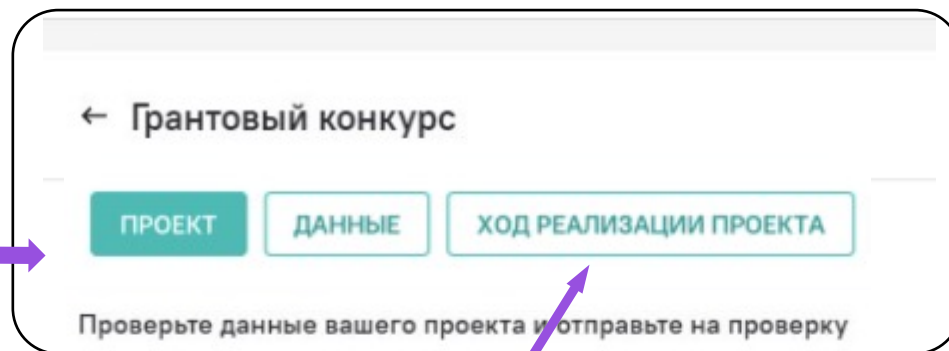 ← Грантовый конкурс
ПРОЕКТ ДАННЫЕ ХОД РЕАЛИЗАЦИИ ПРОЕКТА
Проверьте данные вашего проекта и отправьте на проверку